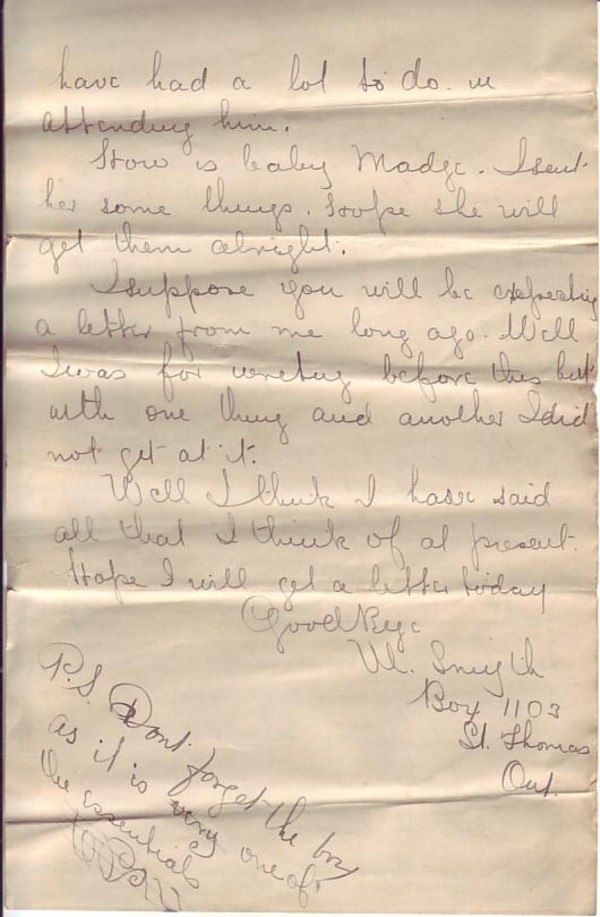 have had a lot to do in
attending him.
How is baby Madge. I sent
her some things. Hope she will
get them alright.
I suppose you will be expecting
a letter from me long ago. Well
I was for writing before this but
with one thing and another I did
not get at it.
Well I think I have said
all that I think of at present.
Hope I will get a letter today
Good Bye
W. Smyth
Box 1103
St. Thomas
Ont.
P.S. Dont forget the box
as it is very one of
the essentials